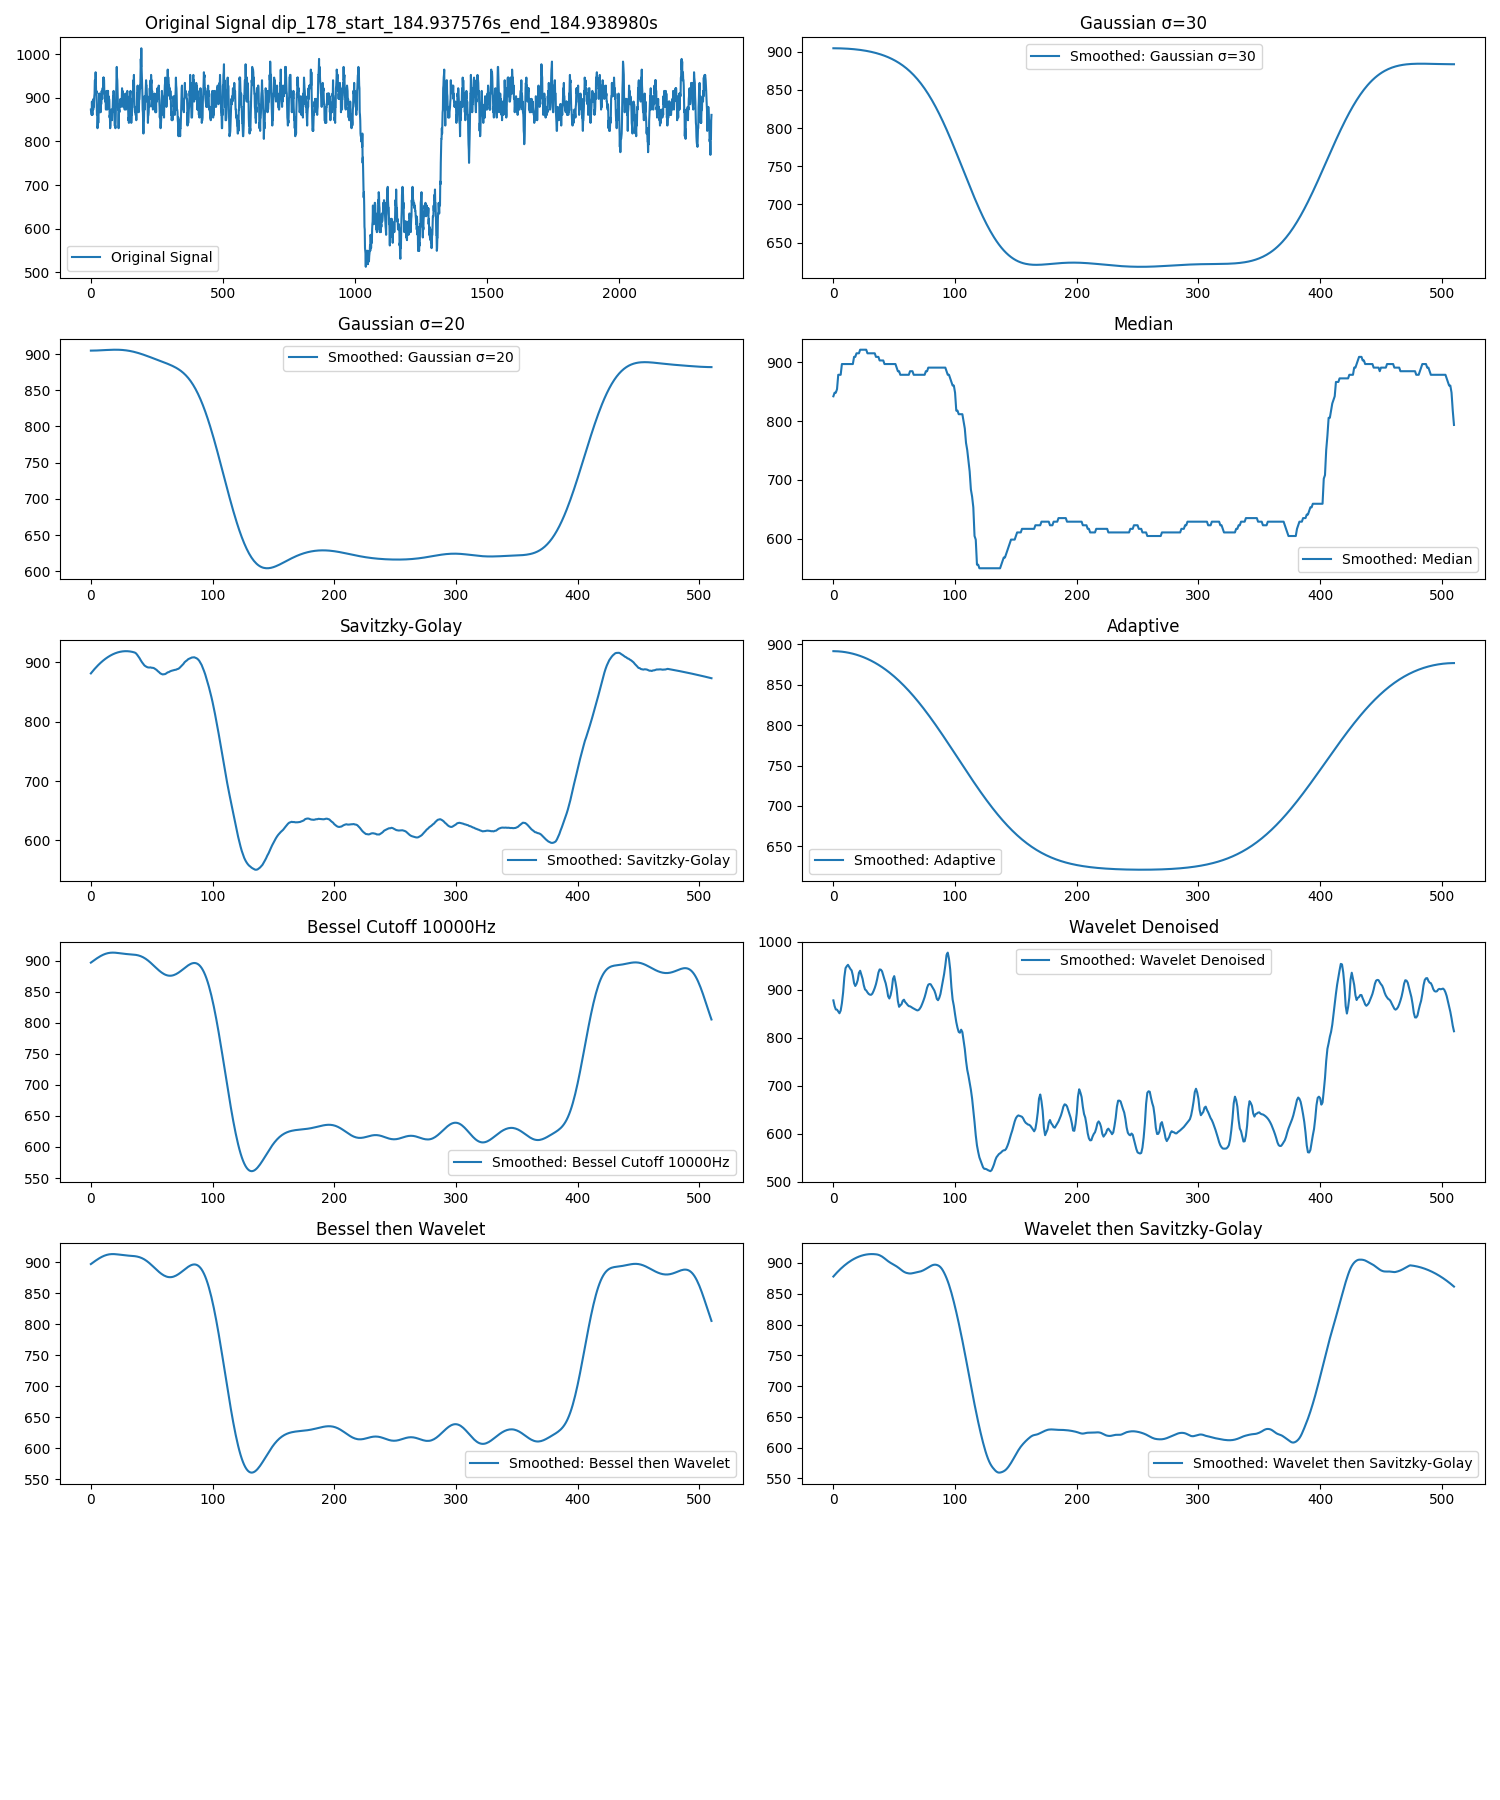 Original Signal dip_178_start_184.937576s_end_184.938980s
1000
900
800
700
600
500
Original Signal
0 500 1000 1500 2000
Gaussian σ=30
900
850
800
750
700
650
Smoothed: Gaussian σ=30
0 100 200 300 400 500
Gaussian σ=20
900
850
800
750
700
650
600
Smoothed: Gaussian σ=20
0 100 200 300 400 500
Median
900
800
700
600
Smoothed: Median
0 100 200 300 400 500
Savitzky-Golay
900
800
700
600
Smoothed: Savitzky-Golay
0 100 200 300 400 500
Adaptive
900
850
800
750
700
650
Smoothed: Adaptive
0 100 200 300 400 500
Bessel Cutoff 10000Hz
900
850
800
750
700
650
600
550
Smoothed: Bessel Cutoff 10000Hz
0 100 200 300 400 500
Wavelet Denoised
1000
900
800
700
600
500
Smoothed: Wavelet Denoised
0 100 200 300 400 500
Bessel then Wavelet
900
850
800
750
700
650
600
550
Smoothed: Bessel then Wavelet
0 100 200 300 400 500
Wavelet then Savitzky-Golay
900
850
800
750
700
650
600
550
Smoothed: Wavelet then Savitzky-Golay
0 100 200 300 400 500